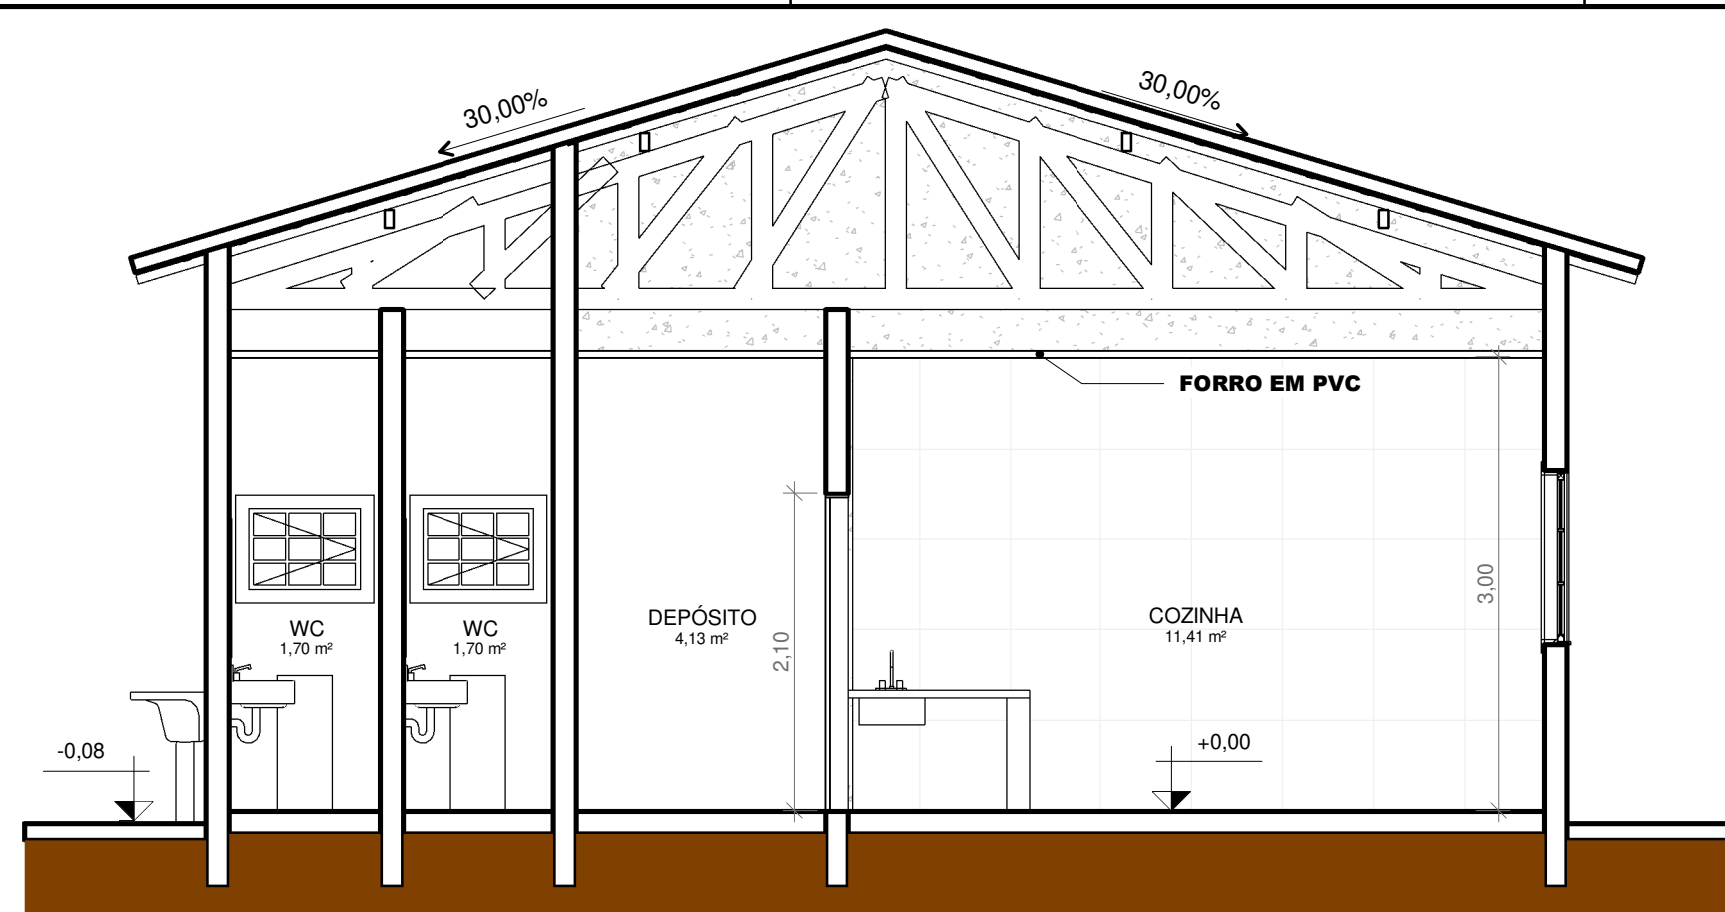 30,00%
30,00%
FORRO EM PVC
WC
1,70 m²
WC
1,70 m²
DEPÓSITO
4,13 m²
2,10
COZINHA
11,41 m²
3,00
-0,08
+0,00